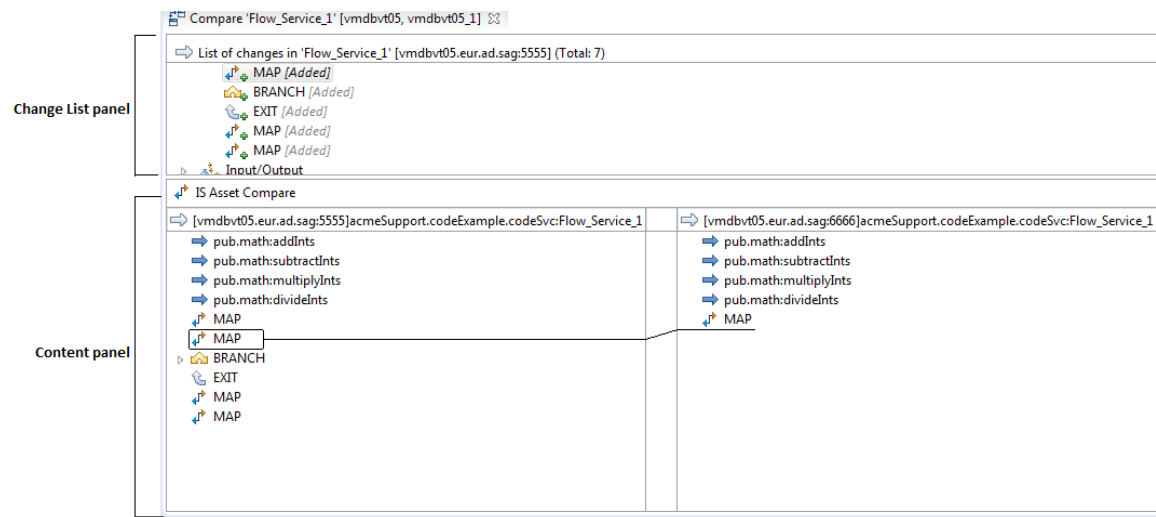 Compare 'Flow_Service_1' [vmdbvt05, vmdbvt05_1]
List of changes in 'Flow_Service_1' [vmdbvt05.eur.ad.sag:5555] (Total: 7)
MAP [Added]
BRANCH [Added]
Change List panel
EXIT [Added]
MAP [Added]
MAP [Added]
Input/Output
IS Asset Compare
[vmdbvt05.eur.ad.sag:5555]acmeSupport.codeExample.codeSvc:Flow_Service_1
pub.math:addInts
pub.math:subtractInts
pub.math:multiplyInts
pub.math:divideInts
MAP
MAP
Content panel
BRANCH
EXIT
MAP
MAP
[vmdbvt05.eur.ad.sag:6666]acmeSupport.codeExample.codeSvc:Flow_Service_1
pub.math:addInts
pub.math:subtractInts
pub.math:multiplyInts
pub.math:divideInts
MAP